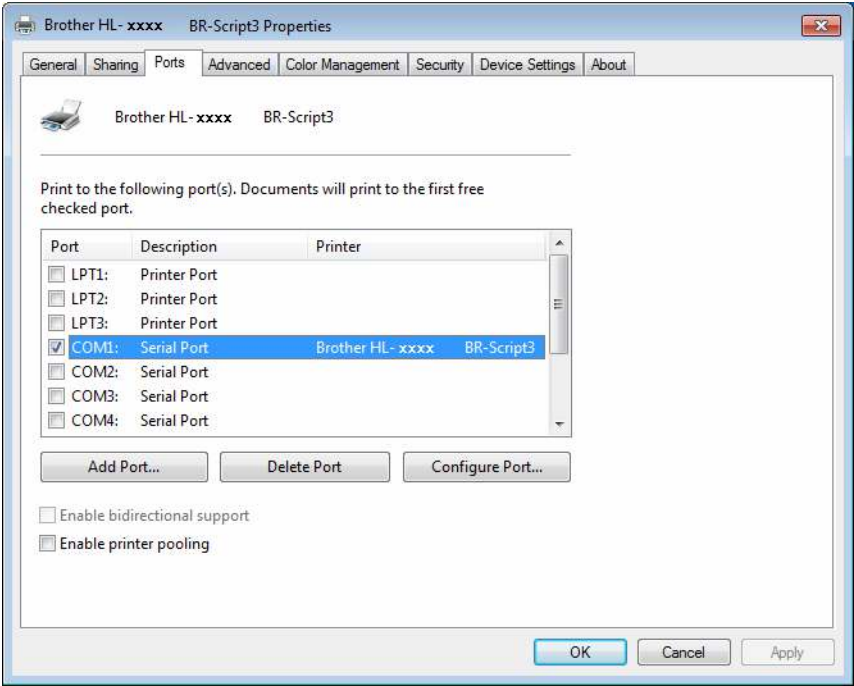 Brother HL- xxxx BR-Script3 Properties
General Sharing Ports Advanced Color Management Security Device Settings About
Brother HL- xxxx BR-Script3
Print to the following port(s). Documents will print to the first free
checked port.
Port Description Printer
LPT1: Printer Port
LPT2: Printer Port
LPT3: Printer Port
COM1: Serial Port Brother HL- xxxx BR-Script3
COM2: Serial Port
COM3: Serial Port
COM4: Serial Port
Add Port... Delete Port Configure Port...
Enable bidirectional support
Enable printer pooling
OK Cancel Apply